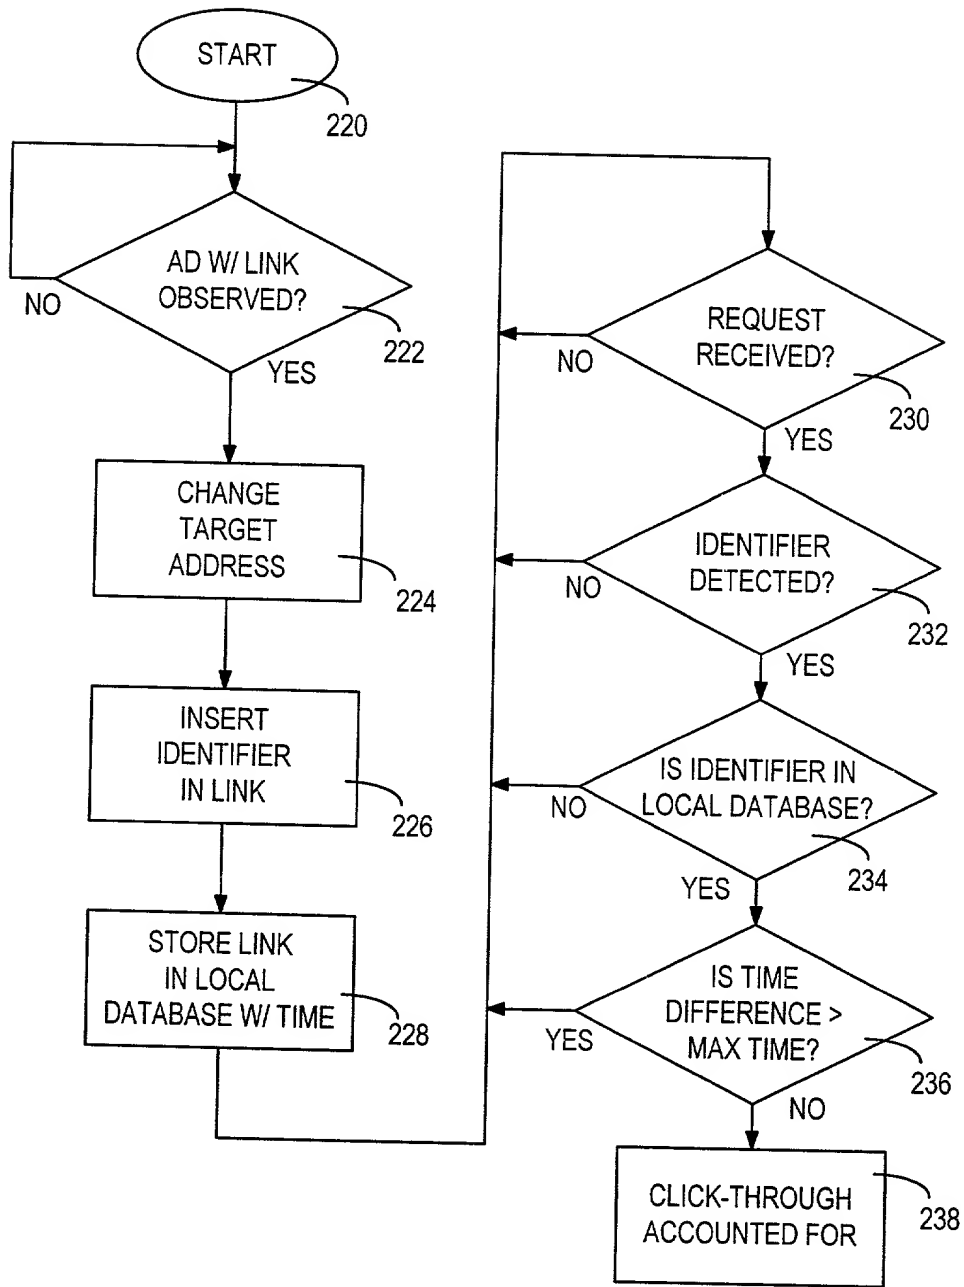 START
220
AD W/ LINK
OBSERVED?
NO
222
YES
CHANGE
TARGET
ADDRESS
224
INSERT
IDENTIFIER
IN LINK
226
STORE LINK
IN LOCAL
DATABASE W/ TIME
228
REQUEST
RECEIVED?
NO
230
YES
IDENTIFIER
DETECTED?
NO
232
YES
IS IDENTIFIER IN
LOCAL DATABASE?
NO
234
YES
IS TIME
DIFFERENCE >
MAX TIME?
YES
236
NO
CLICK-THROUGH
ACCOUNTED FOR
238